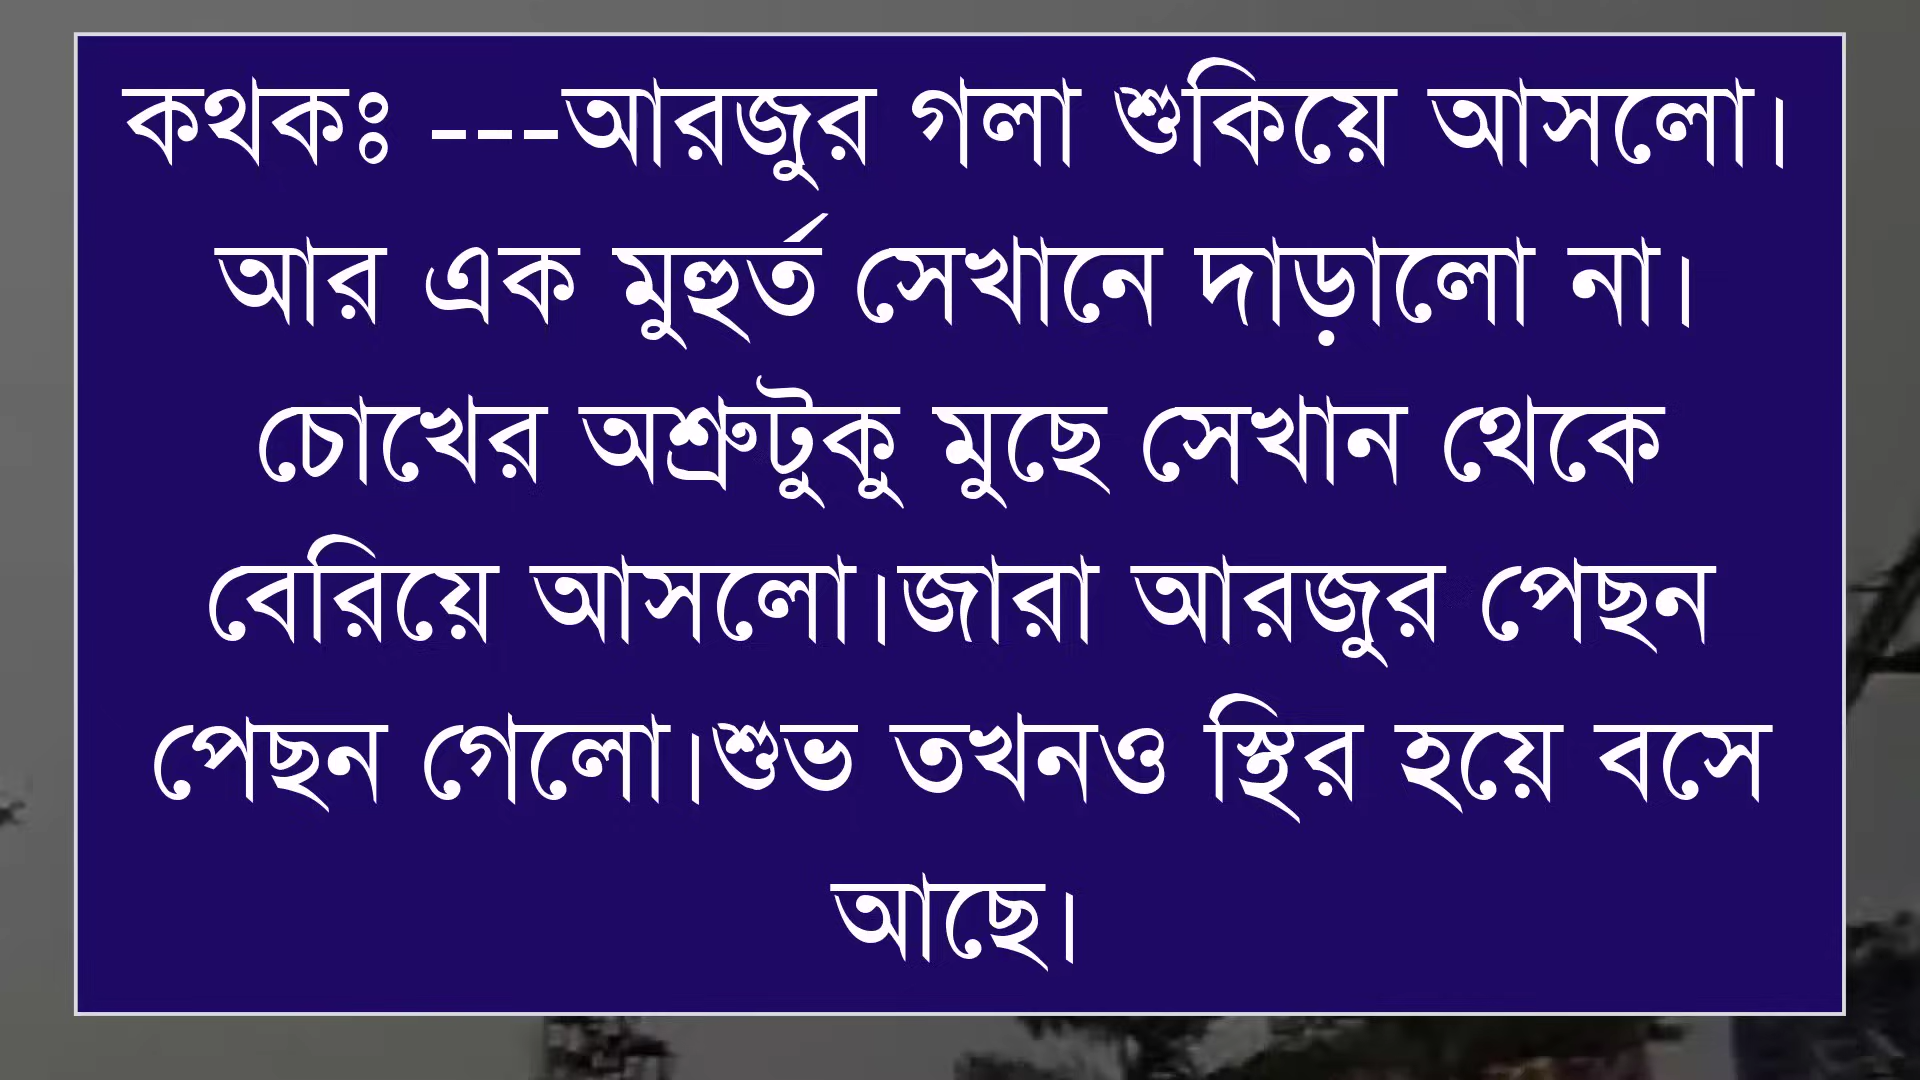 কথকঃ ---আরজুর গলা শুকিয়ে আসলো।
আর এক মুহুর্ত সেখানে দাড়ালো না।
চোখের অশ্রুটুকু মুছে সেখান থেকে
বেরিয়ে আসলো।জারা আরজুর পেছন
পেছন গেলো।শুভ তখনও স্থির হয়ে বসে
আছে।